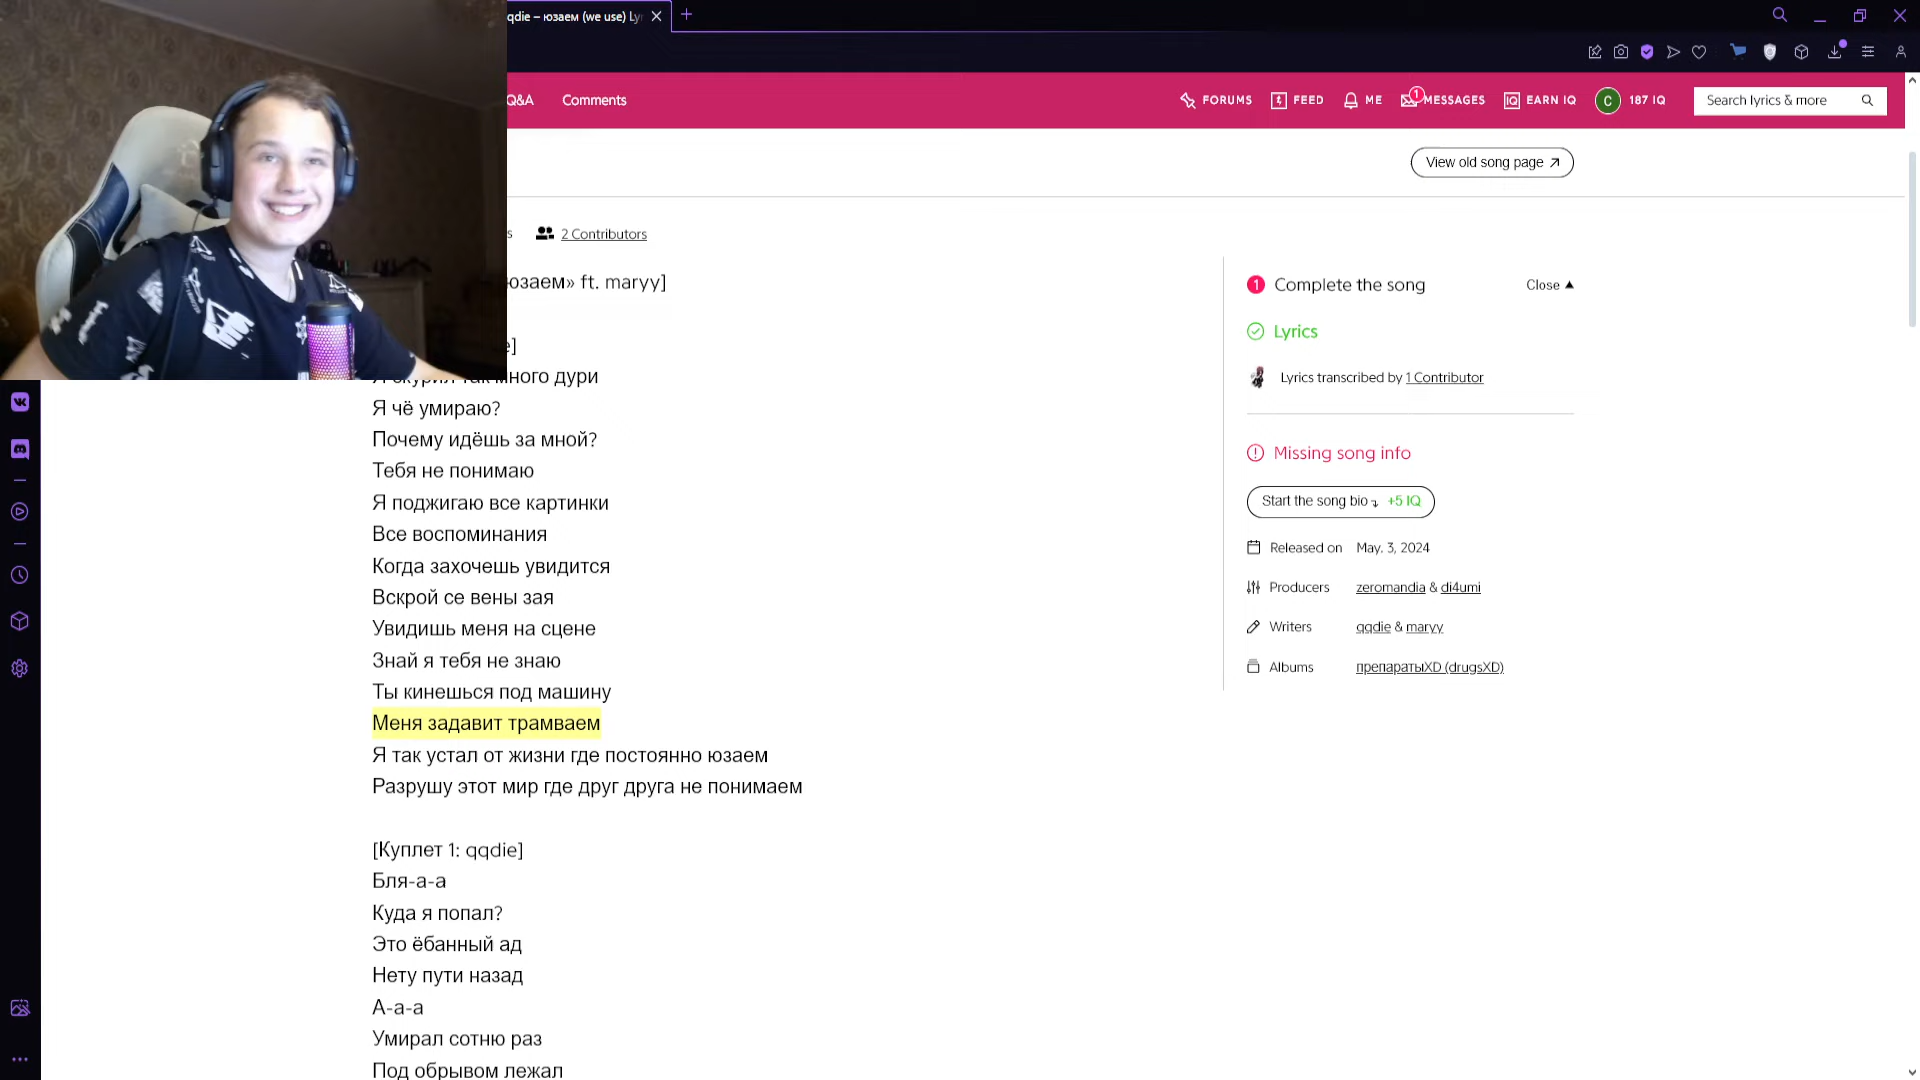 qdie – юзаем (we use) Ly
Q&A Comments FORUMS FEED ME 1 MESSAGES EARN IQ C 187 IQ Search lyrics & more
View old song page
s 2 Contributors
юзаем» ft. maryy]
e]
Я скурил так много дури
Я чё умираю?
Почему идёшь за мной?
Тебя не понимаю
Я поджигаю все картинки
Все воспоминания
Когда захочешь увидится
Вскрой се вены зая
Увидишь меня на сцене
Знай я тебя не знаю
Ты кинешься под машину
Меня задавит трамваем
Я так устал от жизни где постоянно юзаем
Разрушу этот мир где друг друга не понимаем
[Куплет 1: qqdie]
Бля-а-а
Куда я попал?
Это ёбанный ад
Нету пути назад
А-а-а
Умирал сотню раз
Под обрывом лежал
1 Complete the song Close
Lyrics
Lyrics transcribed by 1 Contributor
Missing song info
Start the song bio +5 IQ
Released on May. 3, 2024
Producers zeromandia & di4umi
Writers qqdie & maryy
Albums препаратыXD (drugsXD)